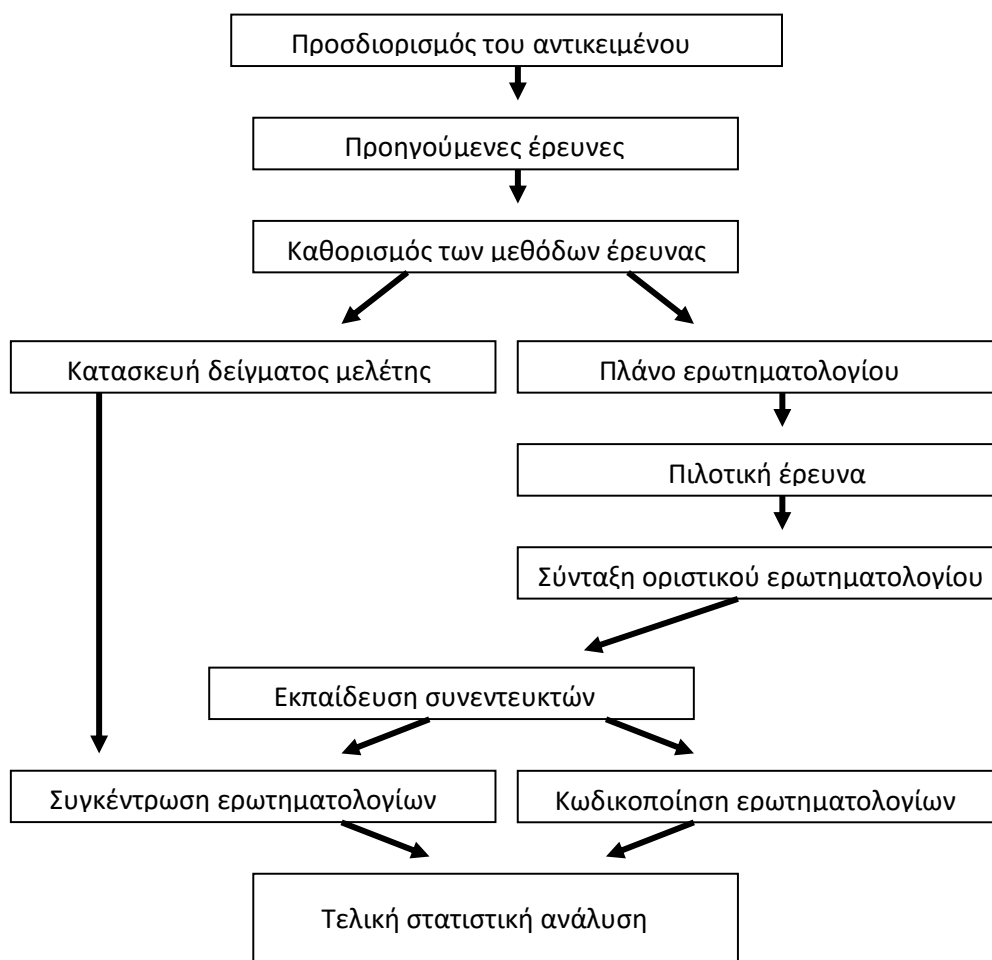 Προσδιορισμός του αντικειμένου
Προηγούμενες έρευνες
Καθορισμός των μεθόδων έρευνας
Κατασκευή δείγματος μελέτης
Πλάνο ερωτηματολογίου
Πιλοτική έρευνα
Σύνταξη οριστικού ερωτηματολογίου
Εκπαίδευση συνεντευκτών
Συγκέντρωση ερωτηματολογίων
Κωδικοποίηση ερωτηματολογίων
Τελική στατιστική ανάλυση